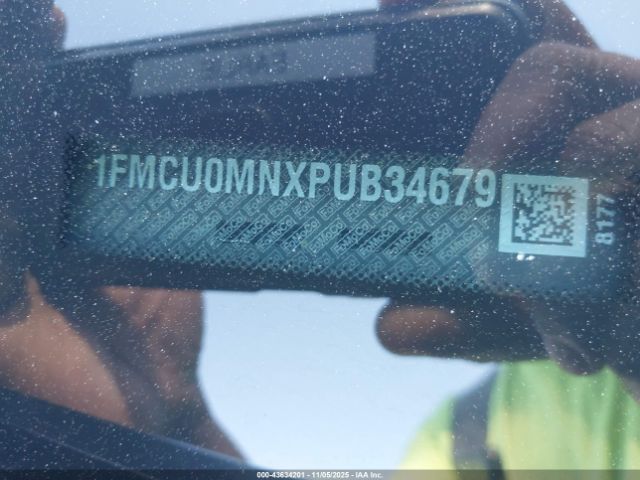 1FMCU0MNXPUB34679
8177
000-43634201 - 11/05/2025 - IAA Inc.